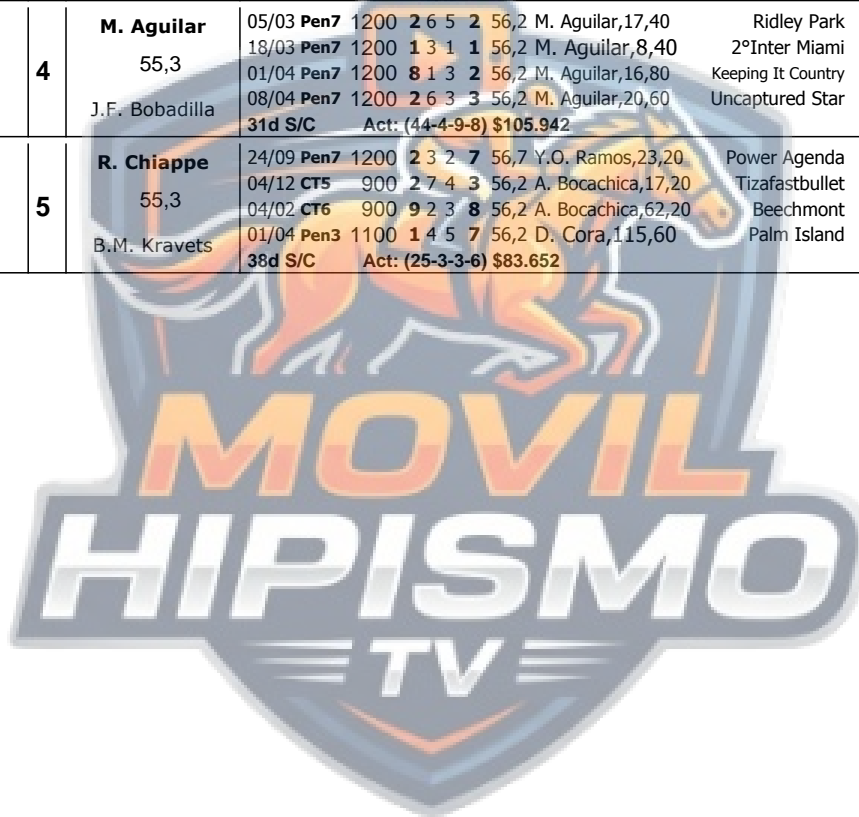 4
M. Aguilar
55,3
J.F. Bobadilla
05/03 Pen7 1200 2 6 5 2 56,2 M. Aguilar,17,40 Ridley Park
18/03 Pen7 1200 1 3 1 1 56,2 M. Aguilar,8,40 2°Inter Miami
01/04 Pen7 1200 8 1 3 2 56,2 M. Aguilar,16,80 Keeping It Country
08/04 Pen7 1200 2 6 3 3 56,2 M. Aguilar,20,60 Uncaptured Star
31d S/C Act: (44-4-9-8) $105.942
5
R. Chiappe
55,3
B.M. Kravets
24/09 Pen7 1200 2 3 2 7 56,7 Y.O. Ramos,23,20 Power Agenda
04/12 CT5 900 2 7 4 3 56,2 A. Bocachica,17,20 Tizafastbullet
04/02 CT6 900 9 2 3 8 56,2 A. Bocachica,62,20 Beechmont
01/04 Pen3 1100 1 4 5 7 56,2 D. Cora,115,60 Palm Island
38d S/C Act: (25-3-3-6) $83.652
MOVIL
HIPISMO
TV